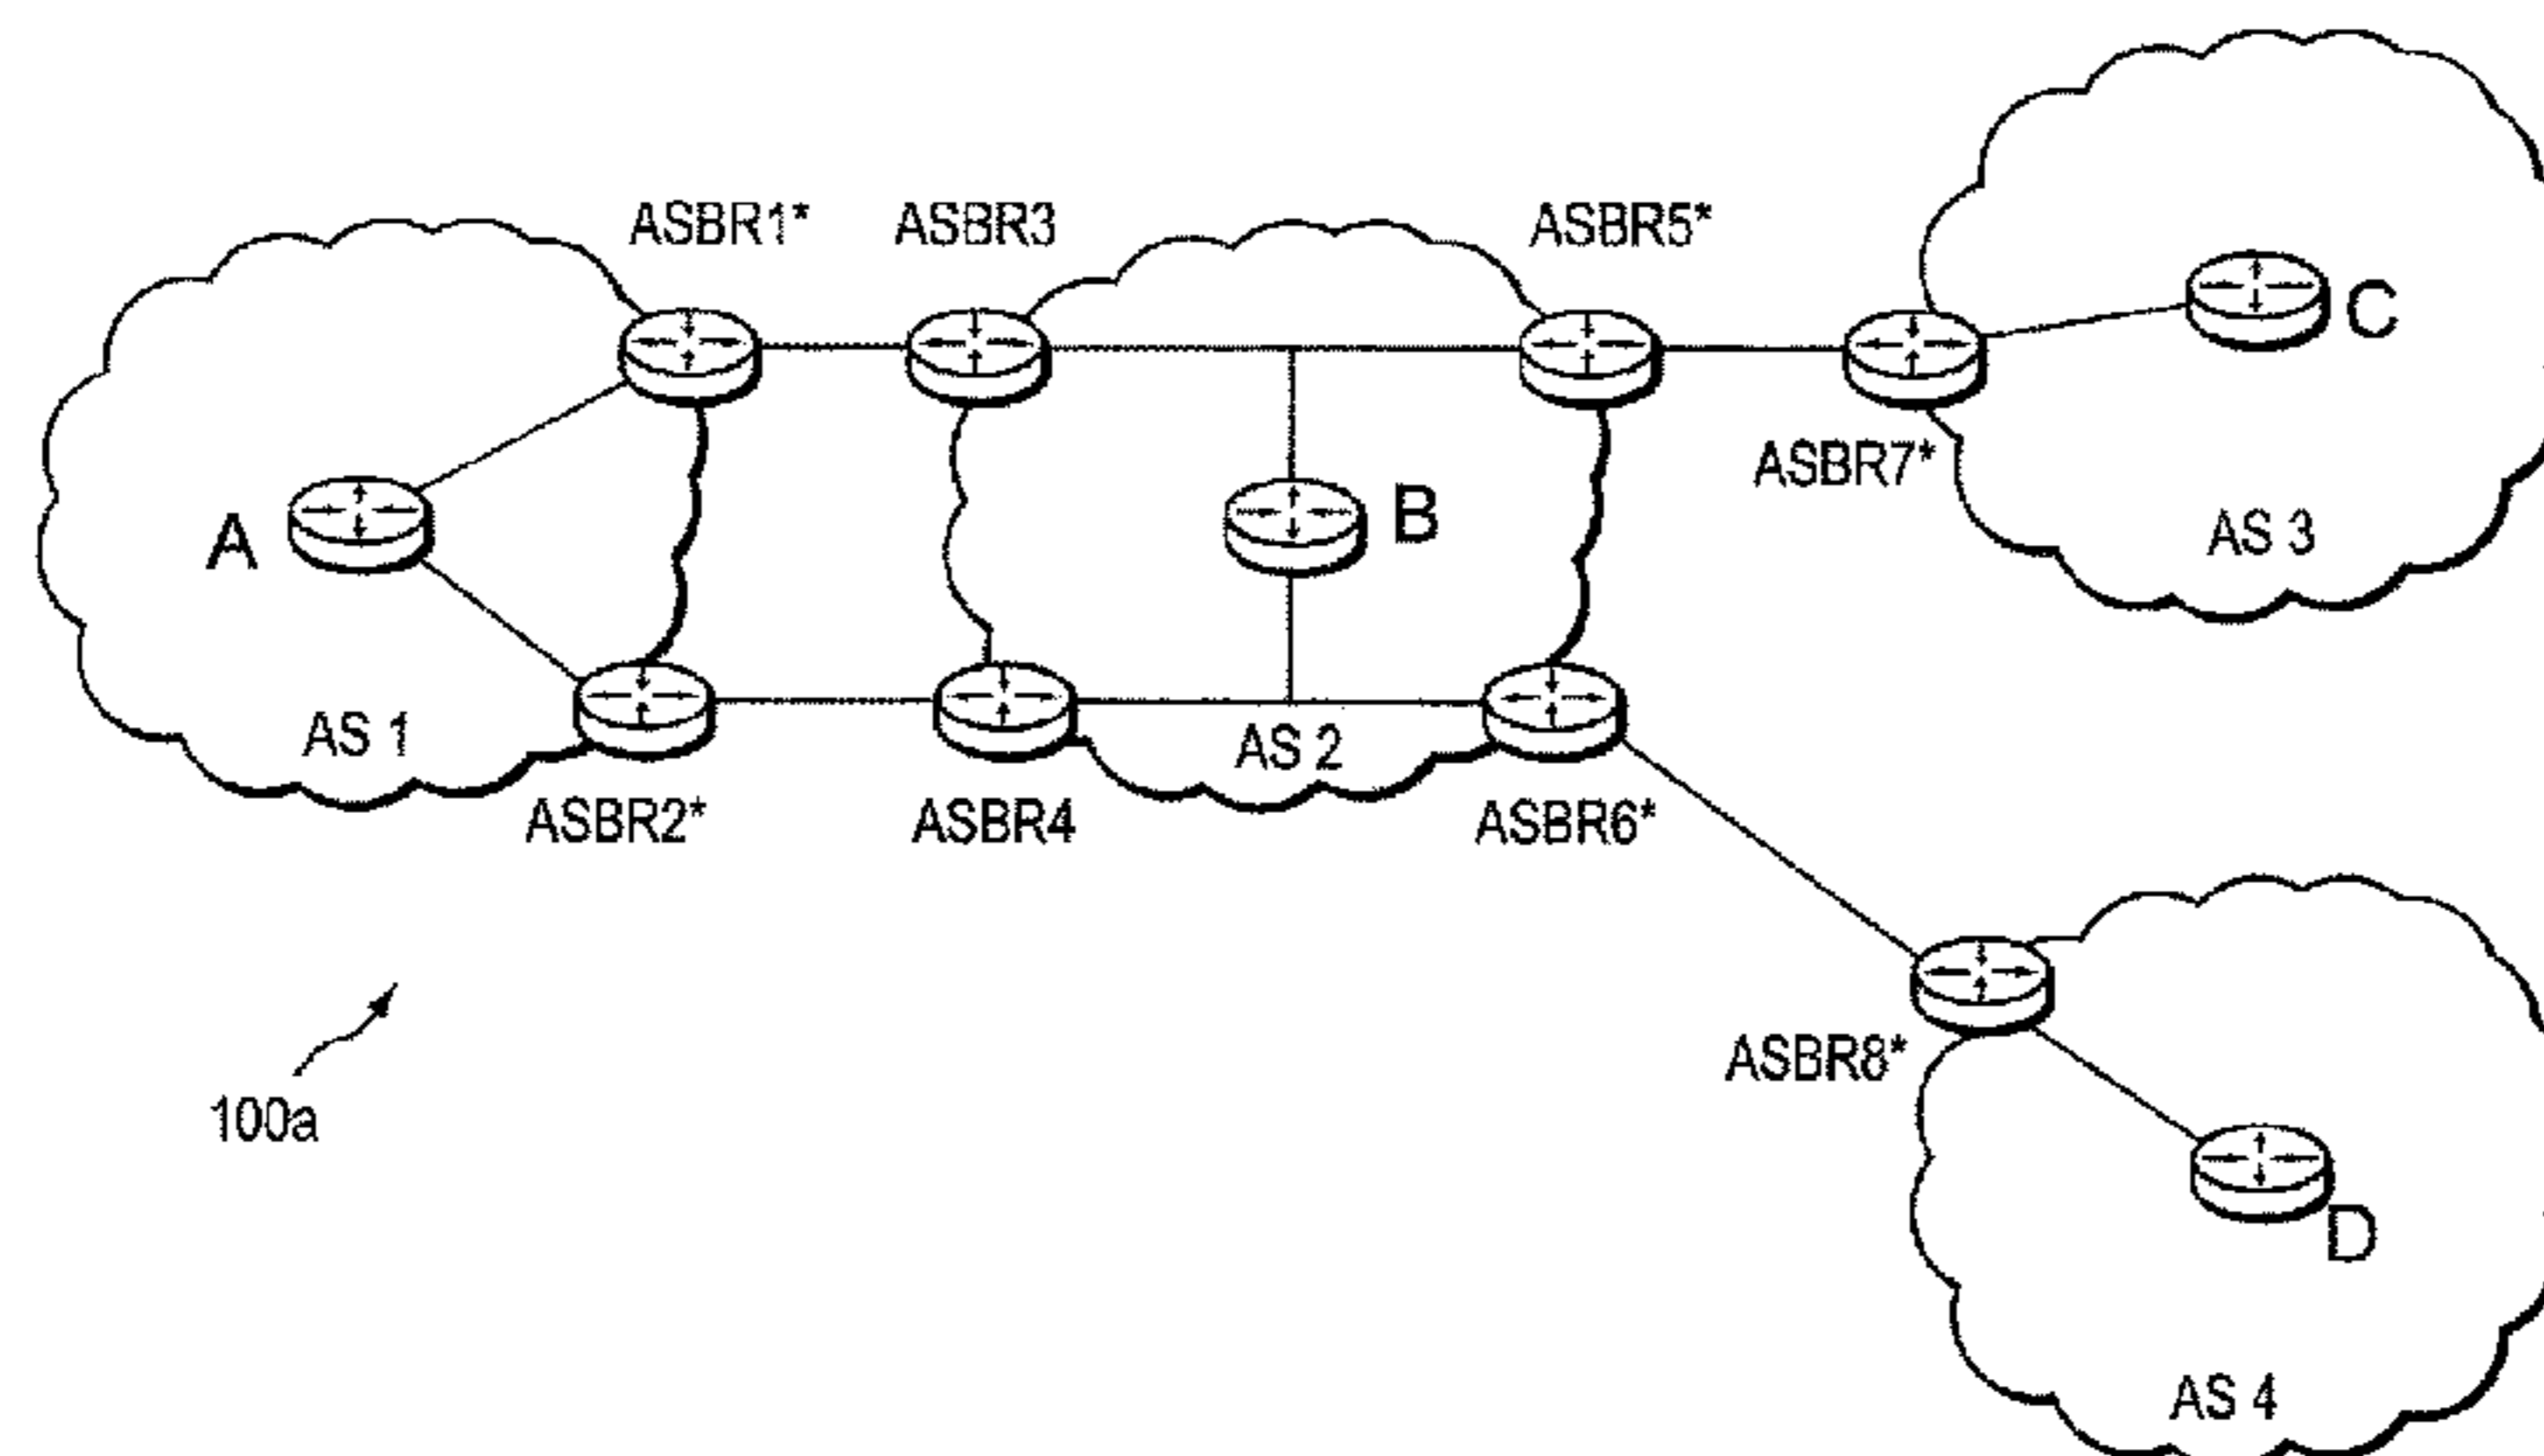 ASBR1*
ASBR3
ASBR5*
C
ASBR7*
A
B
AS 3
AS 1
AS 2
ASBR2*
ASBR4
ASBR6*
ASBR8*
100a
D
AS 4